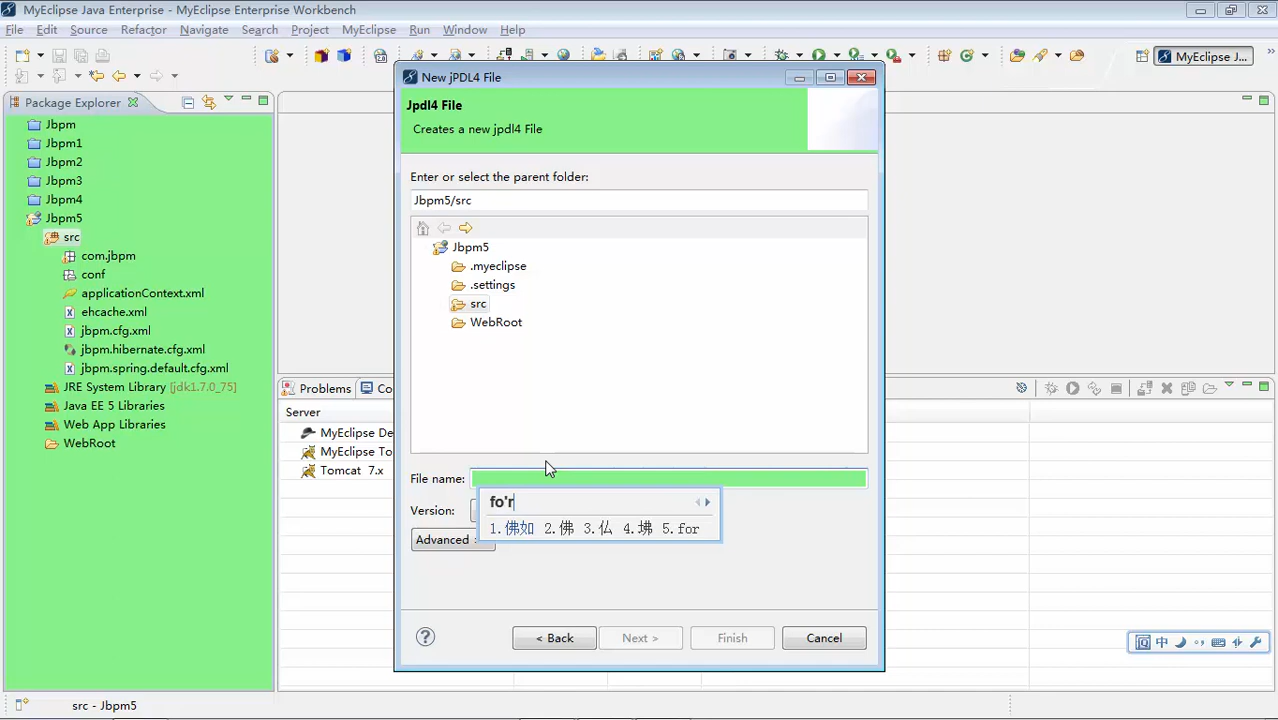 MyEclipse Java Enterprise - MyEclipse Enterprise Workbench
File Edit Source Refactor Navigate Search Project MyEclipse Run Window Help
MyEclipse J...
Package Explorer
Jbpm
Jbpm1
Jbpm2
Jbpm3
Jbpm4
Jbpm5
src
com.jbpm
conf
applicationContext.xml
ehcache.xml
jbpm.cfg.xml
jbpm.hibernate.cfg.xml
jbpm.spring.default.cfg.xml
JRE System Library [jdk1.7.0_75]
Java EE 5 Libraries
Web App Libraries
WebRoot
New jPDL4 File
Jpdl4 File
Creates a new jpdl4 File
Enter or select the parent folder:
Jbpm5/src
Jbpm5
.myeclipse
.settings
src
WebRoot
File name:
fo'r
1.佛如 2.佛 3.仏 4.坲 5.for
Version:
Advanced
< Back Next > Finish Cancel
Problems Co
Server
MyEclipse De
MyEclipse To
Tomcat 7.x
中
src - Jbpm5